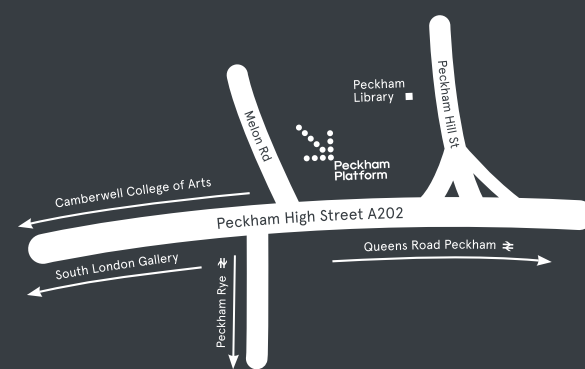 Peckham
Library
Peckham Hill St
Melon Rd
Peckham
Platform
Camberwell College of Arts
Peckham High Street A202
Queens Road Peckham
South London Gallery
Peckham Rye